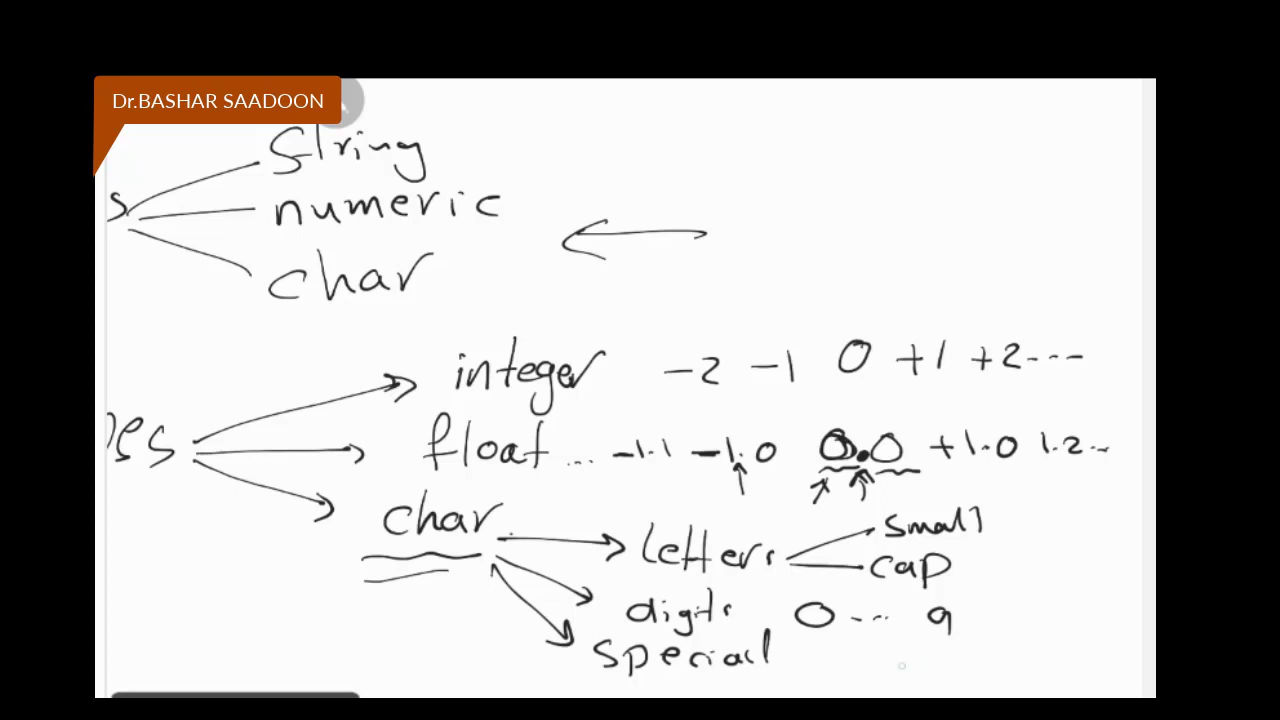 Dr.BASHAR SAADOON
String
s numeric
char
integer -2 -1 0 +1 +2---
pes float ... -1.1 -1.0 0.0 +1.0 1.2--
char letters small
cap
digits 0 --- 9
special